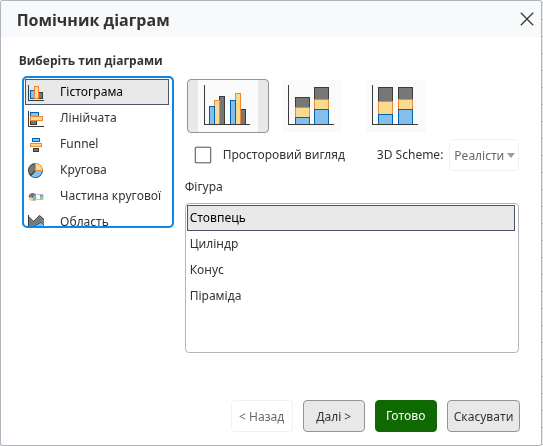 Помічник діаграм
Виберіть тип діаграми
Гістограма
Лінійчата
Funnel
Кругова
Частина кругової
Область
Просторовий вигляд
3D Scheme:
Реалісти
Фігура
Стовпець
Циліндр
Конус
Піраміда
< Назад
Далі >
Готово
Скасувати